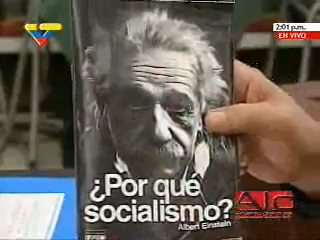 2:01 p.m.
EN VIVO
¿Por qué
socialismo?
Albert Einstein